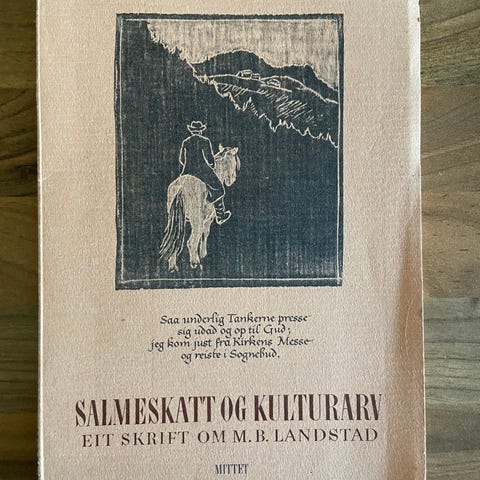 Saa underlig Tankerne presse
sig udad og op til Gud;
jeg kom just fra Kirkens Messe
og reiste i Sognebud.
SALMESKATT OG KULTURARV
EIT SKRIFT OM M. B. LANDSTAD
MITTET